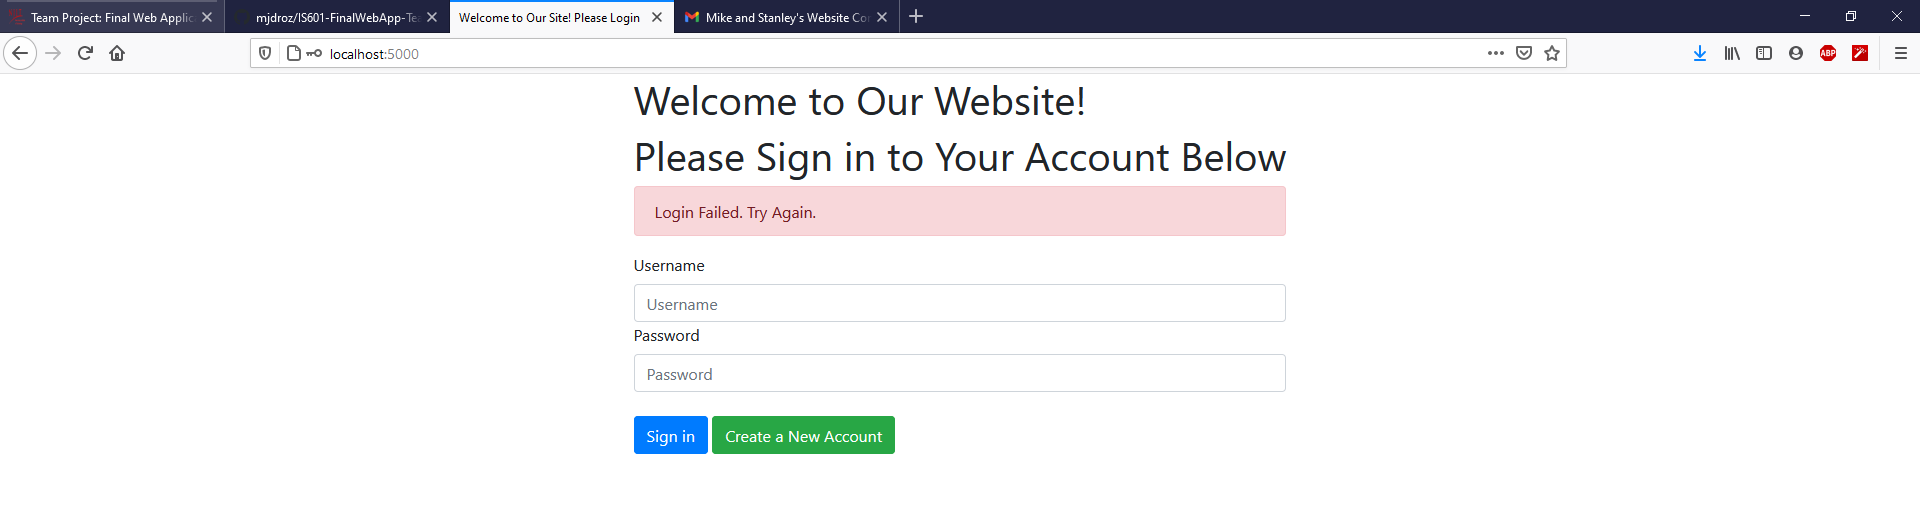 Team Project: Final Web Applic
mjdroz/IS601-FinalWebApp-Tea
Welcome to Our Site! Please Login
Mike and Stanley's Website Co
localhost:5000
ABP
Welcome to Our Website!
Please Sign in to Your Account Below
Login Failed. Try Again.
Username
Username
Password
Password
Sign in
Create a New Account